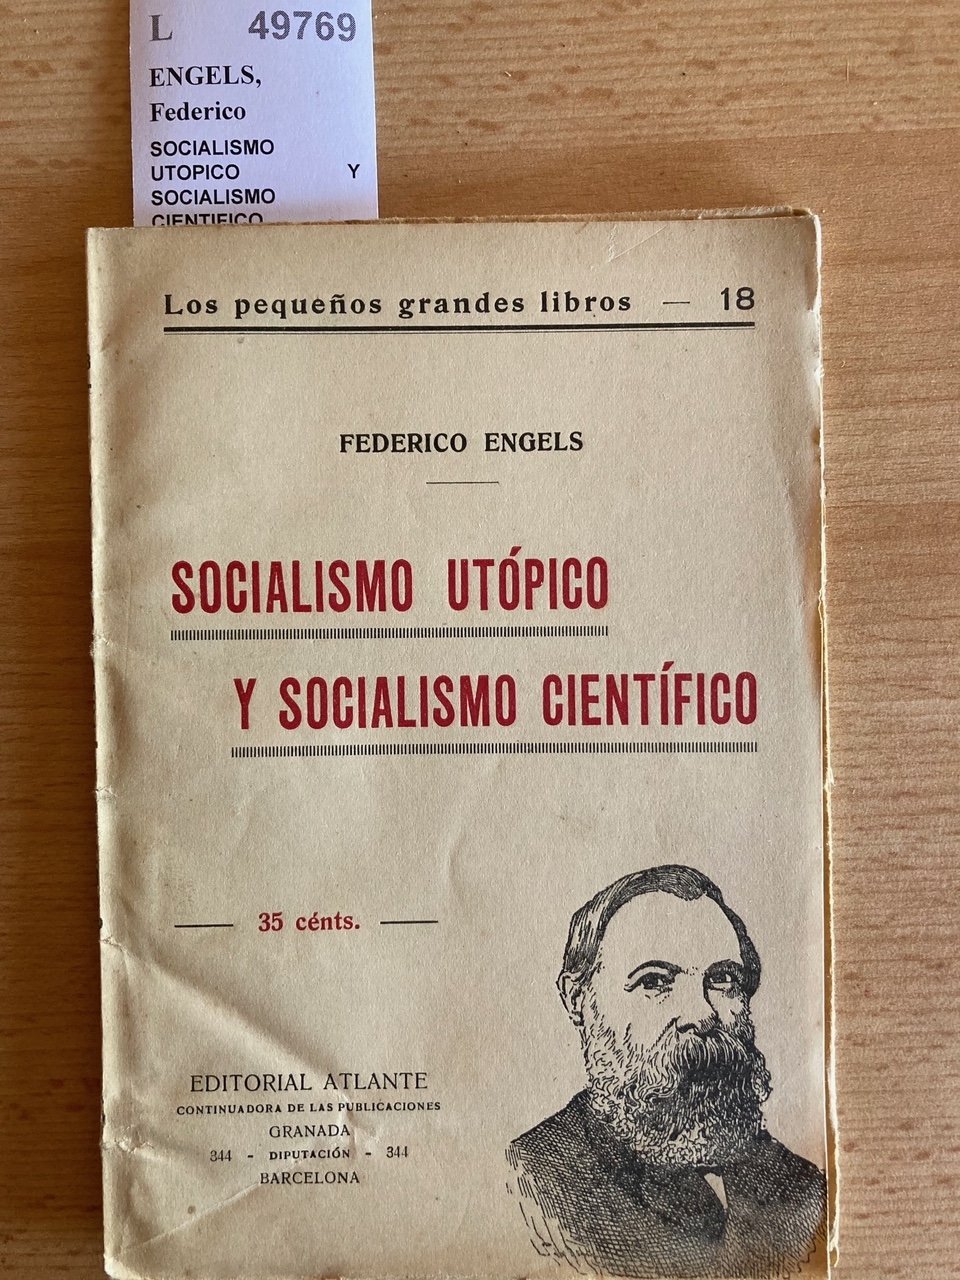 L 49769
ENGELS,
Federico
SOCIALISMO
UTOPICO Y
SOCIALISMO
CIENTIFICO
Los pequeños grandes libros — 18
FEDERICO ENGELS
SOCIALISMO UTÓPICO
Y SOCIALISMO CIENTÍFICO
— 35 cénts. —
EDITORIAL ATLANTE
CONTINUADORA DE LAS PUBLICACIONES
GRANADA
344 - DIPUTACIÓN - 344
BARCELONA